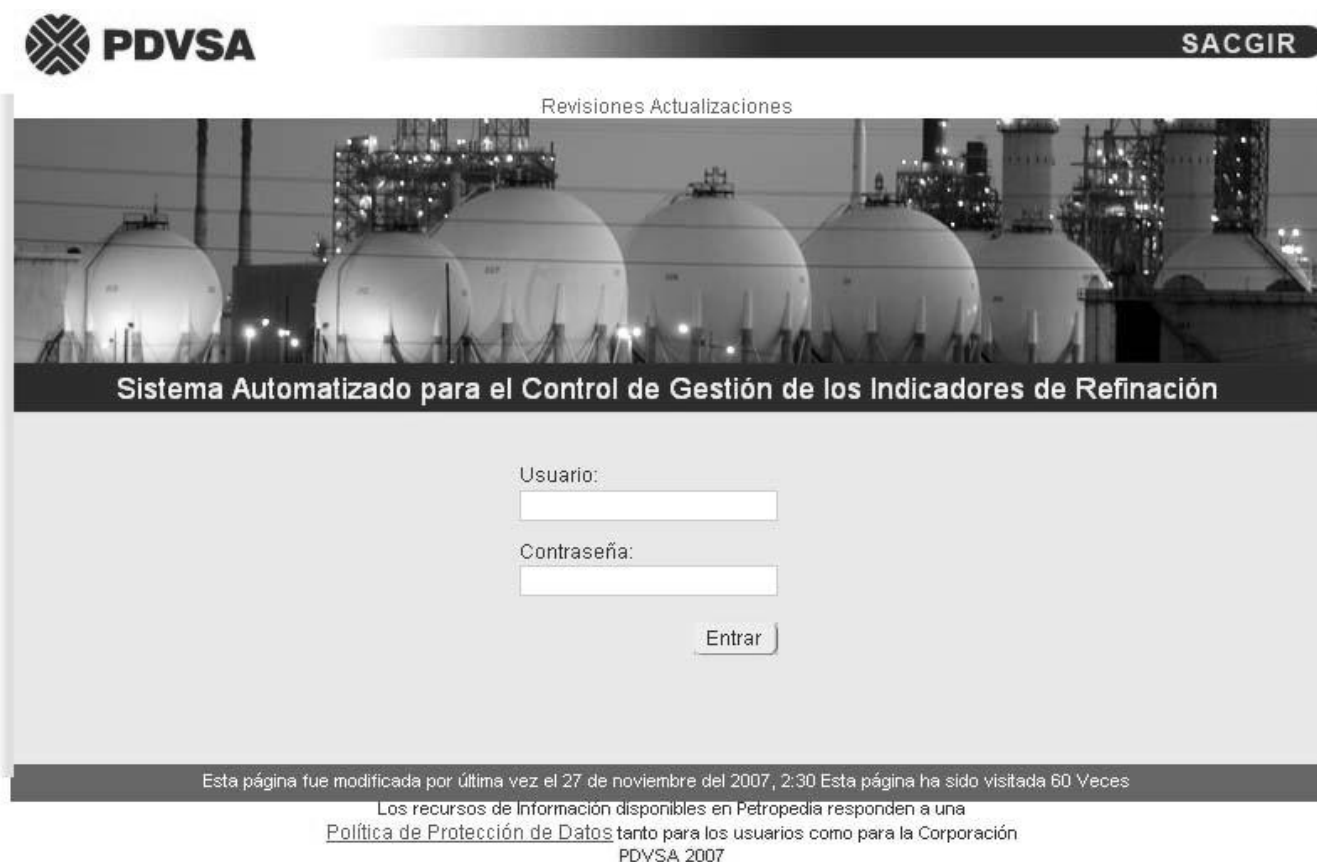 PDVSA
SACGIR
Revisiones Actualizaciones
Sistema Automatizado para el Control de Gestión de los Indicadores de Refinación
Usuario:
Contraseña:
Entrar
Esta página fue modificada por última vez el 27 de noviembre del 2007, 2:30 Esta página ha sido visitada 60 Veces
Los recursos de Información disponibles en Petropedia responden a una
Política de Protección de Datos tanto para los usuarios como para la Corporación
PDVSA 2007